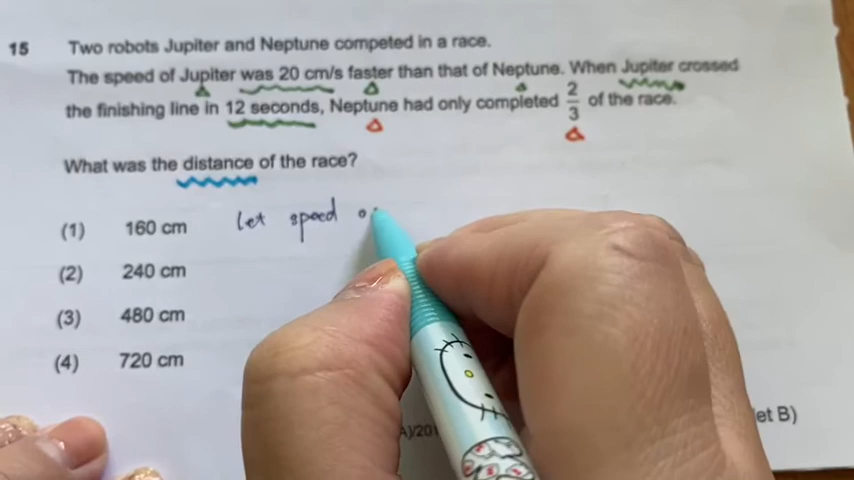 15 Two robots Jupiter and Neptune competed in a race.
The speed of Jupiter was 20 cm/s faster than that of Neptune. When Jupiter crossed
the finishing line in 12 seconds, Neptune had only completed 2/3 of the race.
What was the distance of the race?
(1) 160 cm
let speed o
(2) 240 cm
(3) 480 cm
(4) 720 cm